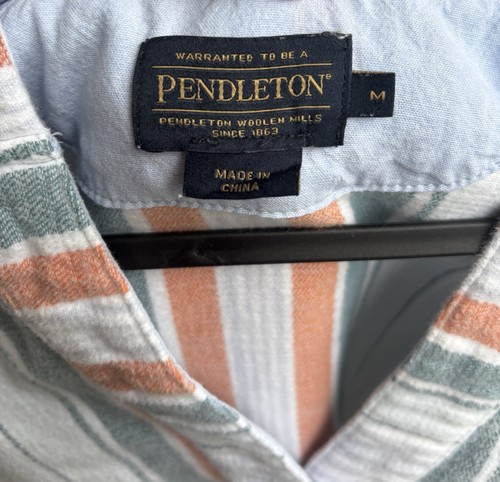 WARRANTED TO BE A
PENDLETON®
PENDLETON WOOLEN MILLS
SINCE 1863
M
MADE IN
CHINA